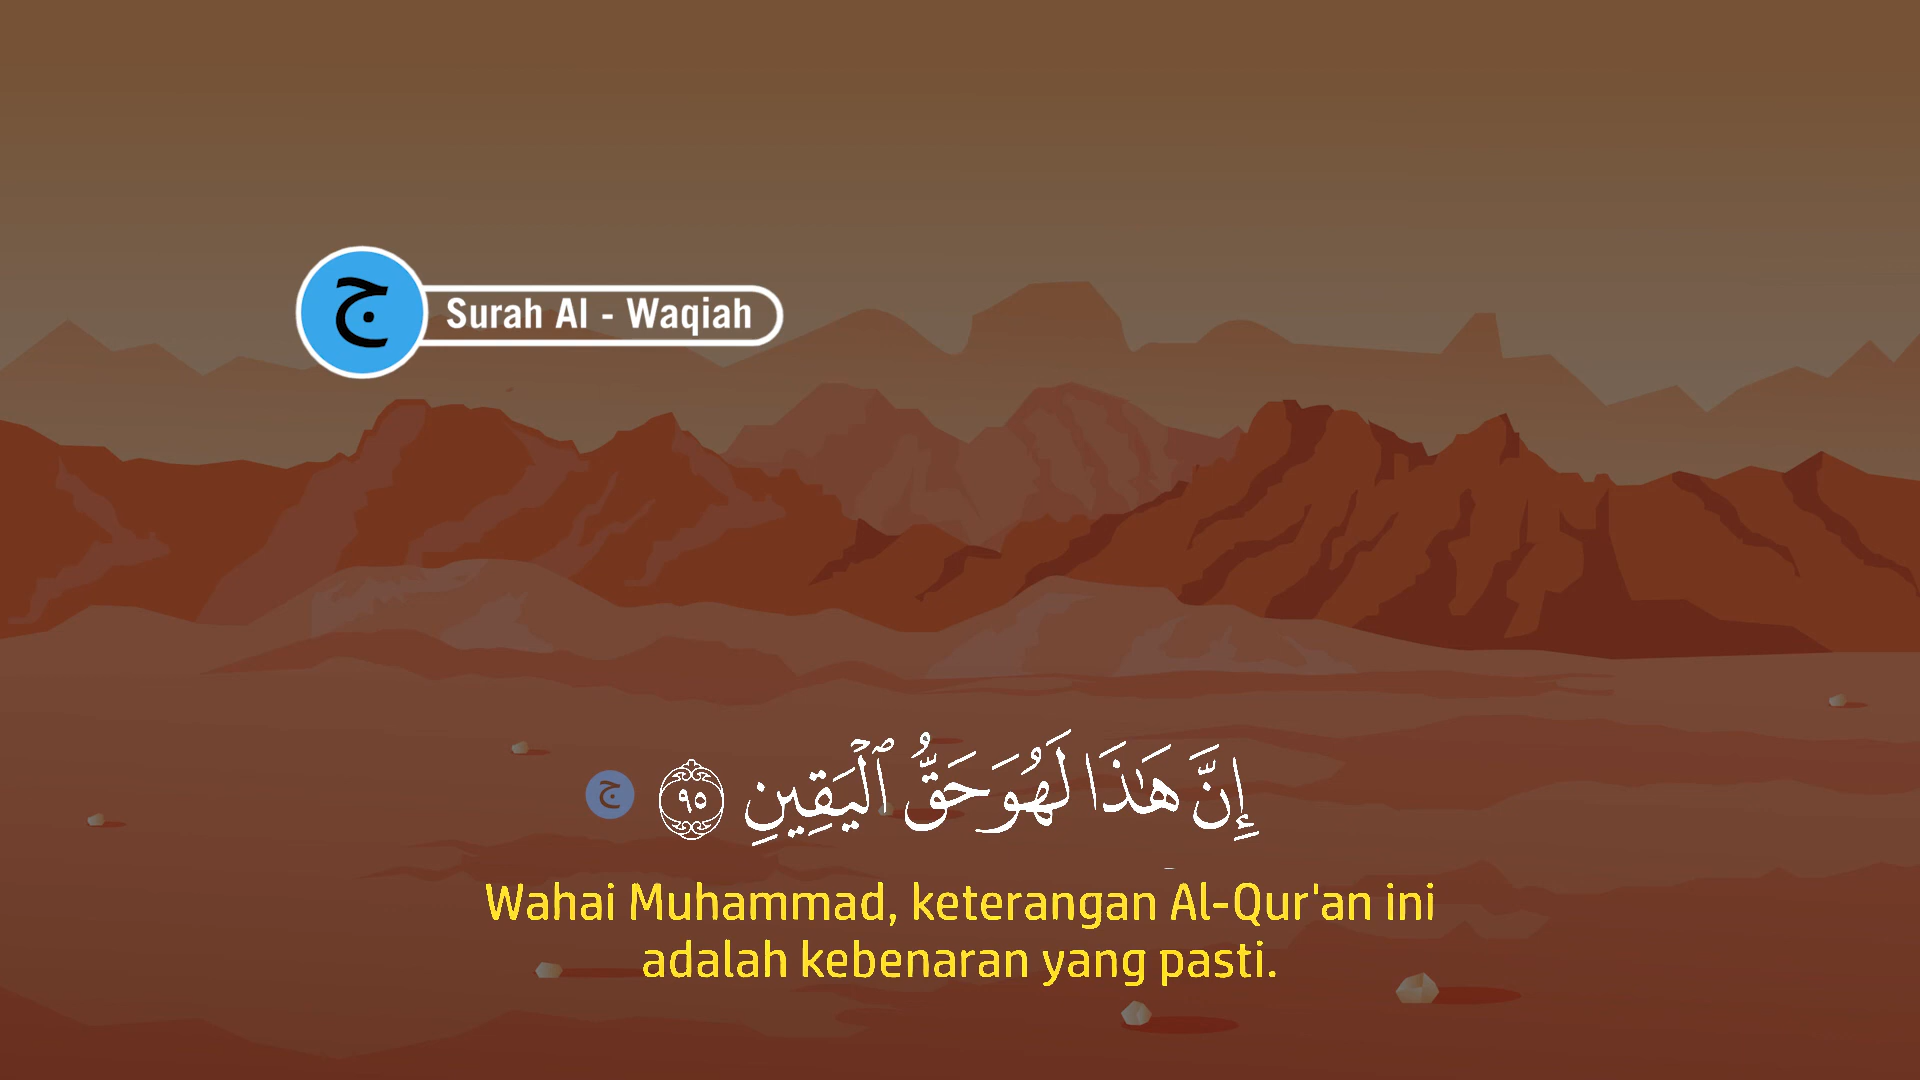 ج
Surah Al - Waqiah
إِنَّ هَـٰذَا لَهُوَ حَقُّ ٱلْيَقِينِ ٩٥ ج
Wahai Muhammad, keterangan Al-Qur'an ini
adalah kebenaran yang pasti.